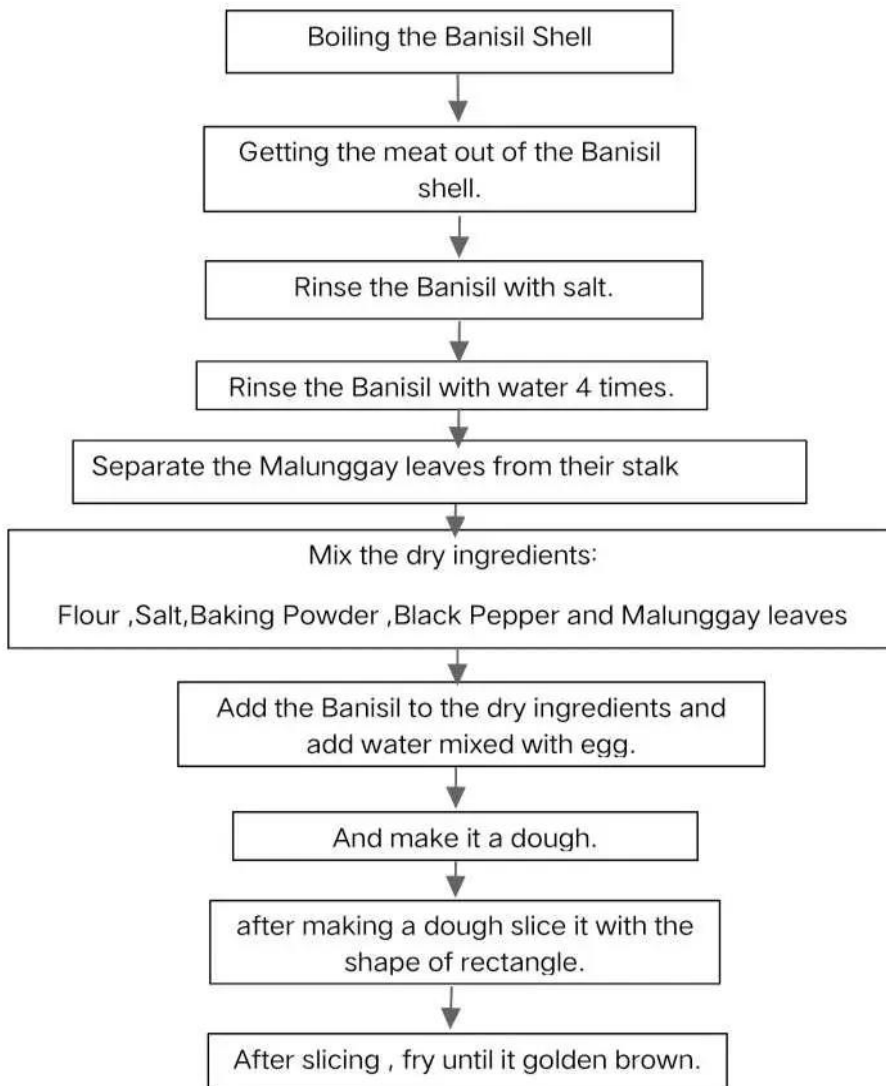 Boiling the Banisil Shell
Getting the meat out of the Banisil
shell.
Rinse the Banisil with salt.
Rinse the Banisil with water 4 times.
Separate the Malunggay leaves from their stalk
Mix the dry ingredients:
Flour ,Salt,Baking Powder ,Black Pepper and Malunggay leaves
Add the Banisil to the dry ingredients and
add water mixed with egg.
And make it a dough.
after making a dough slice it with the
shape of rectangle.
After slicing , fry until it golden brown.